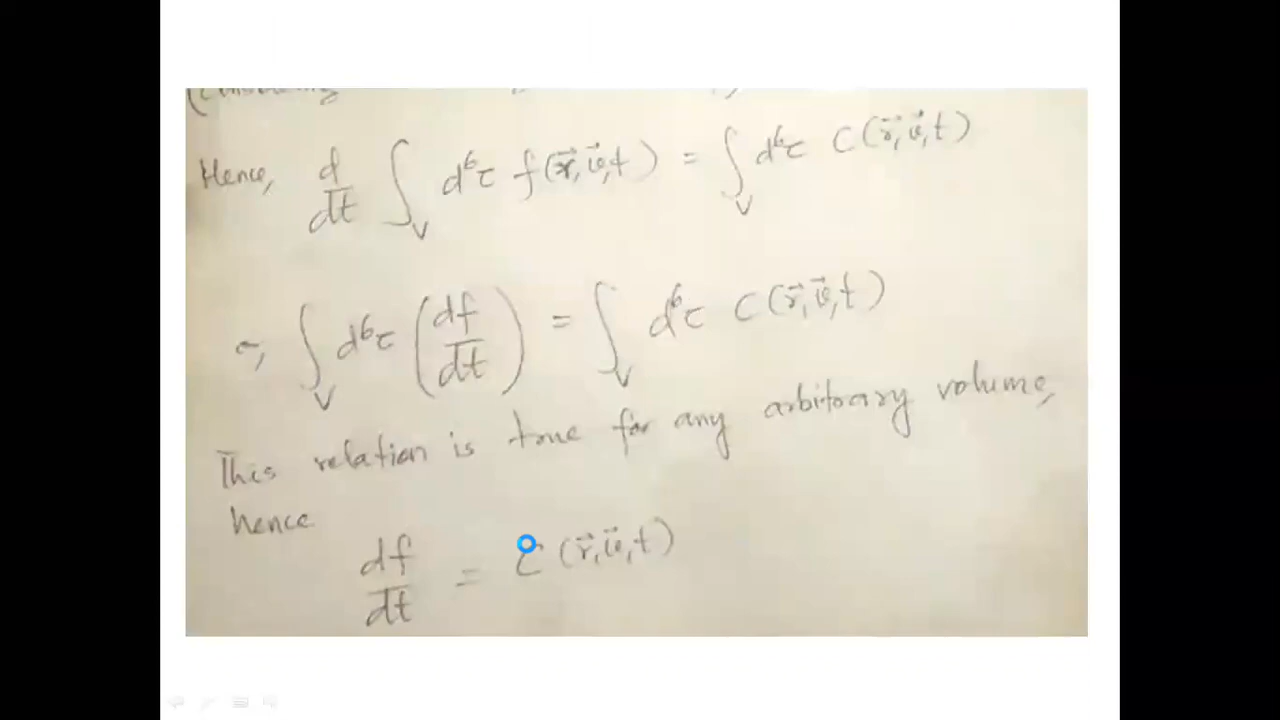 Hence, d/dt ∫_V d⁶τ f(r⃗, v⃗, t) = ∫_V d⁶τ C(r⃗, v⃗, t)
or, ∫_V d⁶τ (df/dt) = ∫_V d⁶τ C(r⃗, v⃗, t)
This relation is true for any arbitrary volume,
hence
df/dt = C(r⃗, v⃗, t)